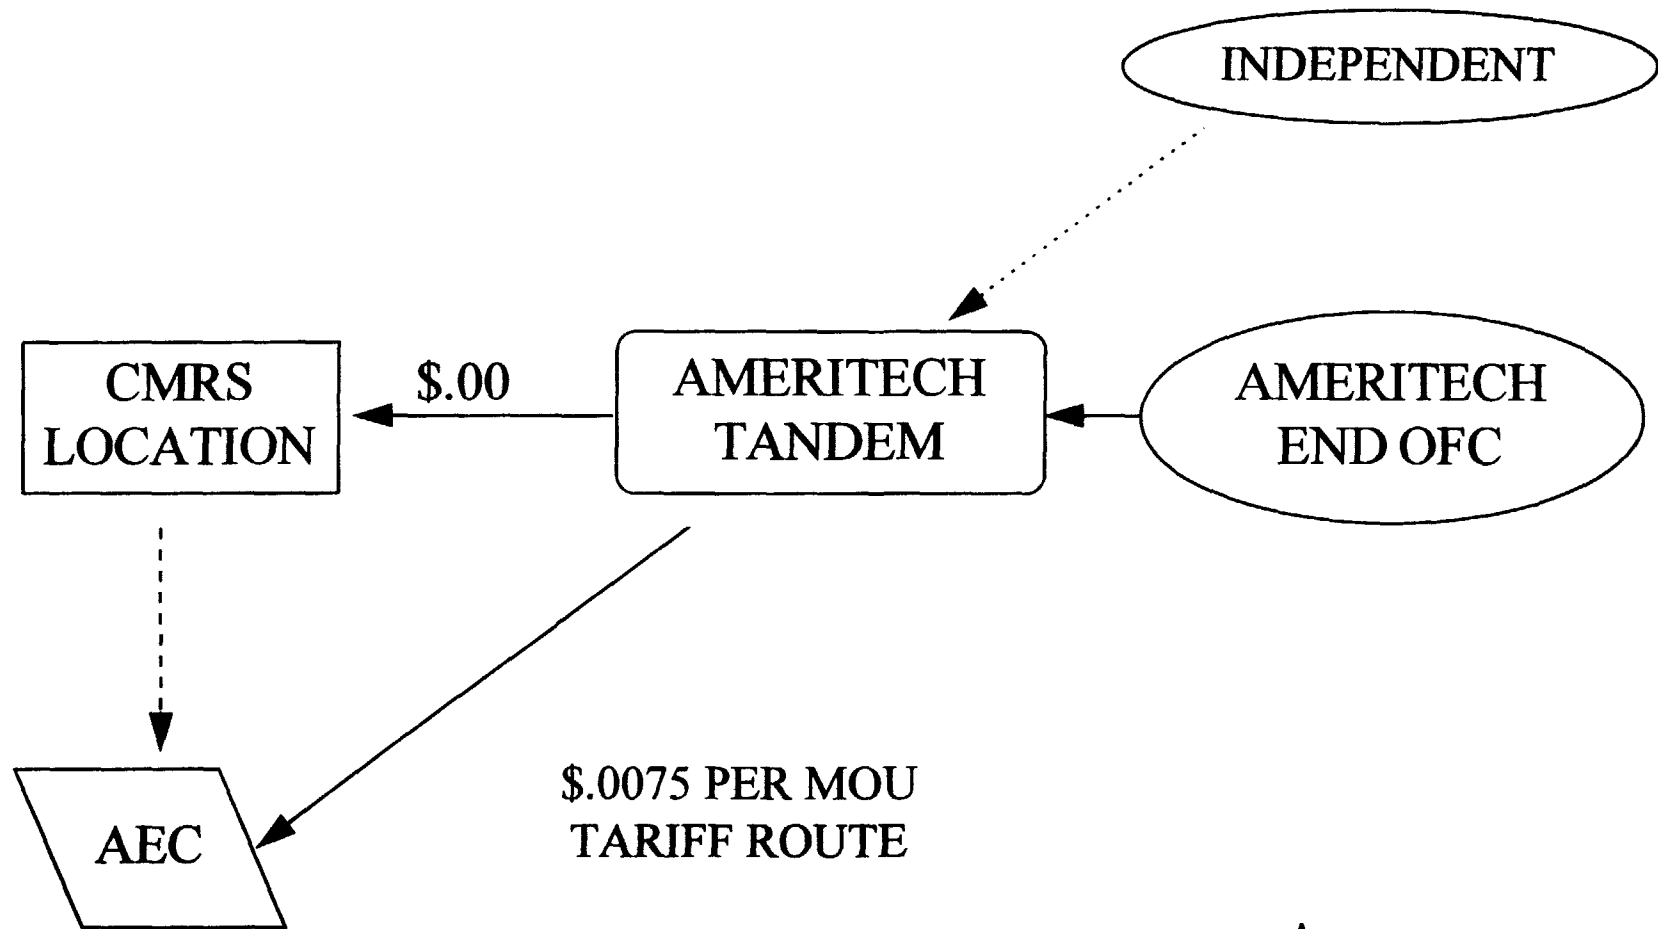 INDEPENDENT
CMRS
LOCATION
$.00
AMERITECH
TANDEM
AMERITECH
END OFC
AEC
$.0075 PER MOU
TARIFF ROUTE